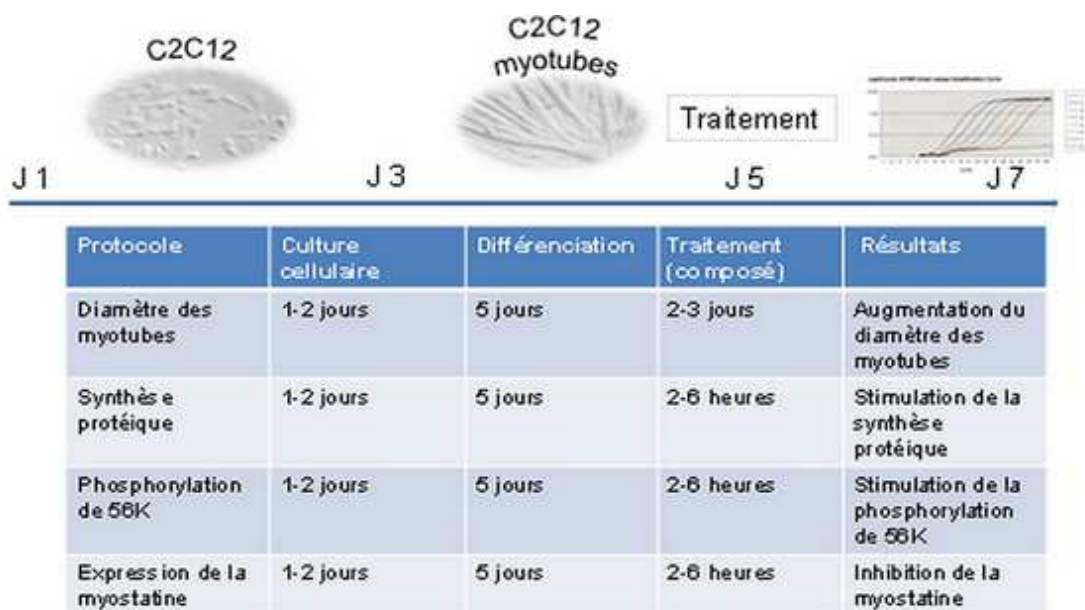 C2C12
C2C12
myotubes
Traitement
J1
J3
J5
J7
Protocole
Culture
cellulaire
Différenciation
Traitement
(composé)
Résultats
Diamètre des
myotubes
1-2 jours
5 jours
2-3 jours
Augmentation du
diamètre des
myotubes
Synthèse
protéique
1-2 jours
5 jours
2-6 heures
Stimulation de la
synthèse
protéique
Phosphorylation
de S6K
1-2 jours
5 jours
2-6 heures
Stimulation de la
phosphorylation
de S6K
Expression de la
myostatine
1-2 jours
5 jours
2-6 heures
Inhibition de la
myostatine